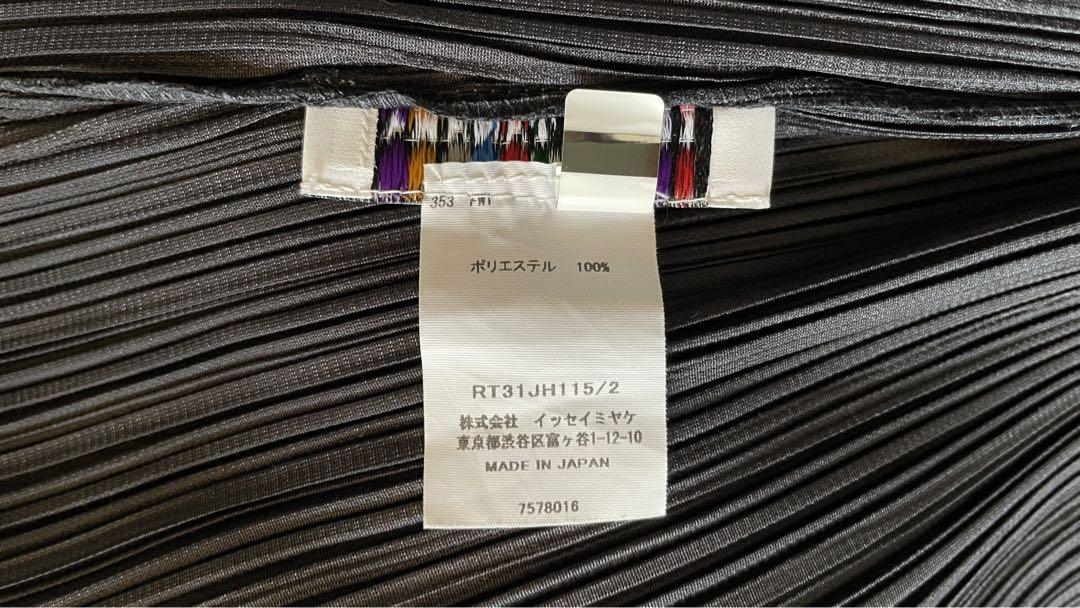 353
ポリエステル 100%
RT31JH115/2
株式会社 イッセイミヤケ
東京都渋谷区富ヶ谷1-12-10
MADE IN JAPAN
7578016